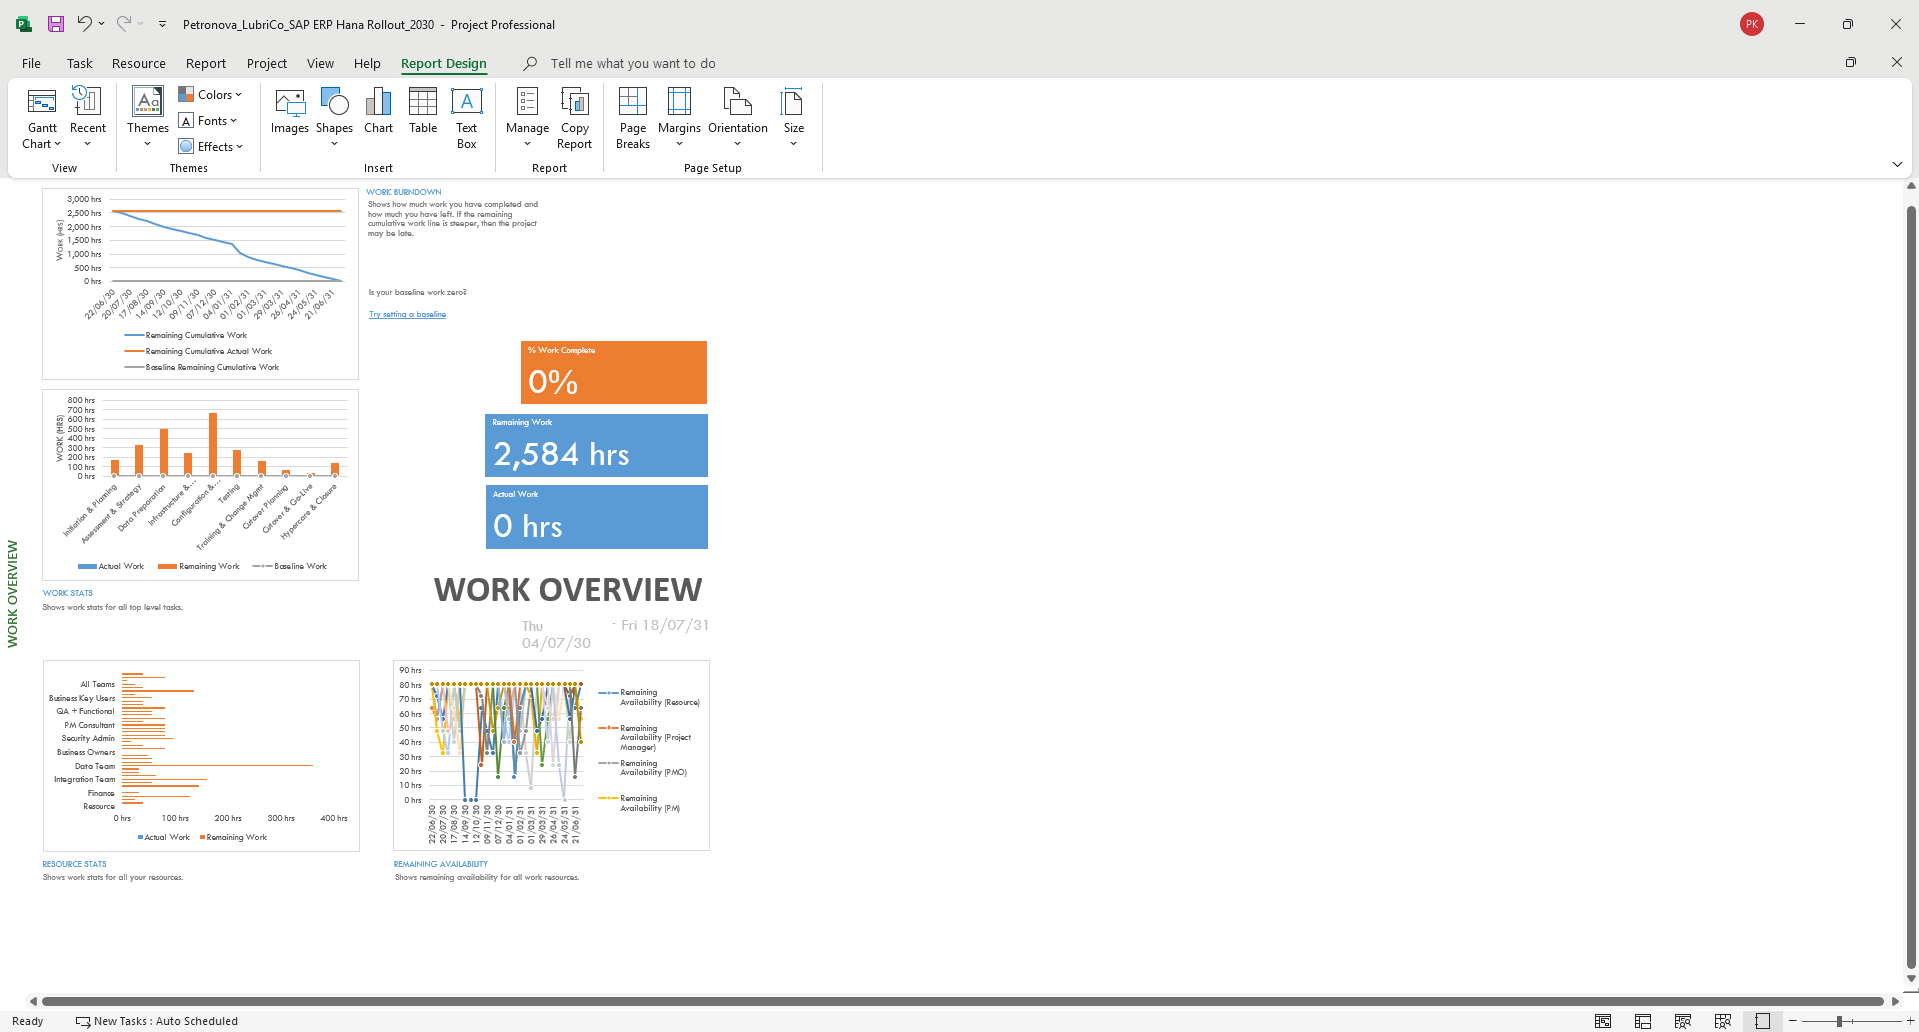 Petronova_LubriCo_SAP ERP Hana Rollout_2030 - Project Professional
PK
File Task Resource Report Project View Help Report Design Tell me what you want to do
Gantt Chart
Recent
View
Themes
Colors
Fonts
Effects
Themes
Images
Shapes
Chart
Table
Text Box
Insert
Manage
Copy Report
Report
Page Breaks
Margins
Orientation
Size
Page Setup
WORK OVERVIEW
WORK (HRS)
3,000 hrs
2,500 hrs
2,000 hrs
1,500 hrs
1,000 hrs
500 hrs
0 hrs
22/06/30
20/07/30
17/08/30
14/09/30
12/10/30
09/11/30
07/12/30
04/01/31
01/02/31
01/03/31
29/03/31
26/04/31
24/05/31
21/06/31
Remaining Cumulative Work
Remaining Cumulative Actual Work
Baseline Remaining Cumulative Work
WORK BURNDOWN
Shows how much work you have completed and
how much you have left. If the remaining
cumulative work line is steeper, then the project
may be late.
Is your baseline work zero?
Try setting a baseline
% Work Complete
0%
Remaining Work
2,584 hrs
Actual Work
0 hrs
WORK (HRS)
800 hrs
700 hrs
600 hrs
500 hrs
400 hrs
300 hrs
200 hrs
100 hrs
0 hrs
Initiation & Planning
Assessment & Strategy
Data Preparation
Infrastructure &...
Configuration &...
Testing
Training & Change Mgmt
Cutover Planning
Cutover & Go-Live
Hypercare & Closure
Actual Work
Remaining Work
Baseline Work
WORK STATS
Shows work stats for all top level tasks.
WORK OVERVIEW
Thu
04/07/30
- Fri 18/07/31
All Teams
Business Key Users
QA + Functional
PM Consultant
Security Admin
Business Owners
Data Team
Integration Team
Finance
Resource
0 hrs 100 hrs 200 hrs 300 hrs 400 hrs
Actual Work
Remaining Work
RESOURCE STATS
Shows work stats for all your resources.
90 hrs
80 hrs
70 hrs
60 hrs
50 hrs
40 hrs
30 hrs
20 hrs
10 hrs
0 hrs
22/06/30
20/07/30
17/08/30
14/09/30
12/10/30
09/11/30
07/12/30
04/01/31
01/02/31
01/03/31
29/03/31
26/04/31
24/05/31
21/06/31
Remaining
Availability (Resource)
Remaining
Availability (Project
Manager)
Remaining
Availability (PMO)
Remaining
Availability (PM)
REMAINING AVAILABILITY
Shows remaining availability for all work resources.
Ready
New Tasks : Auto Scheduled